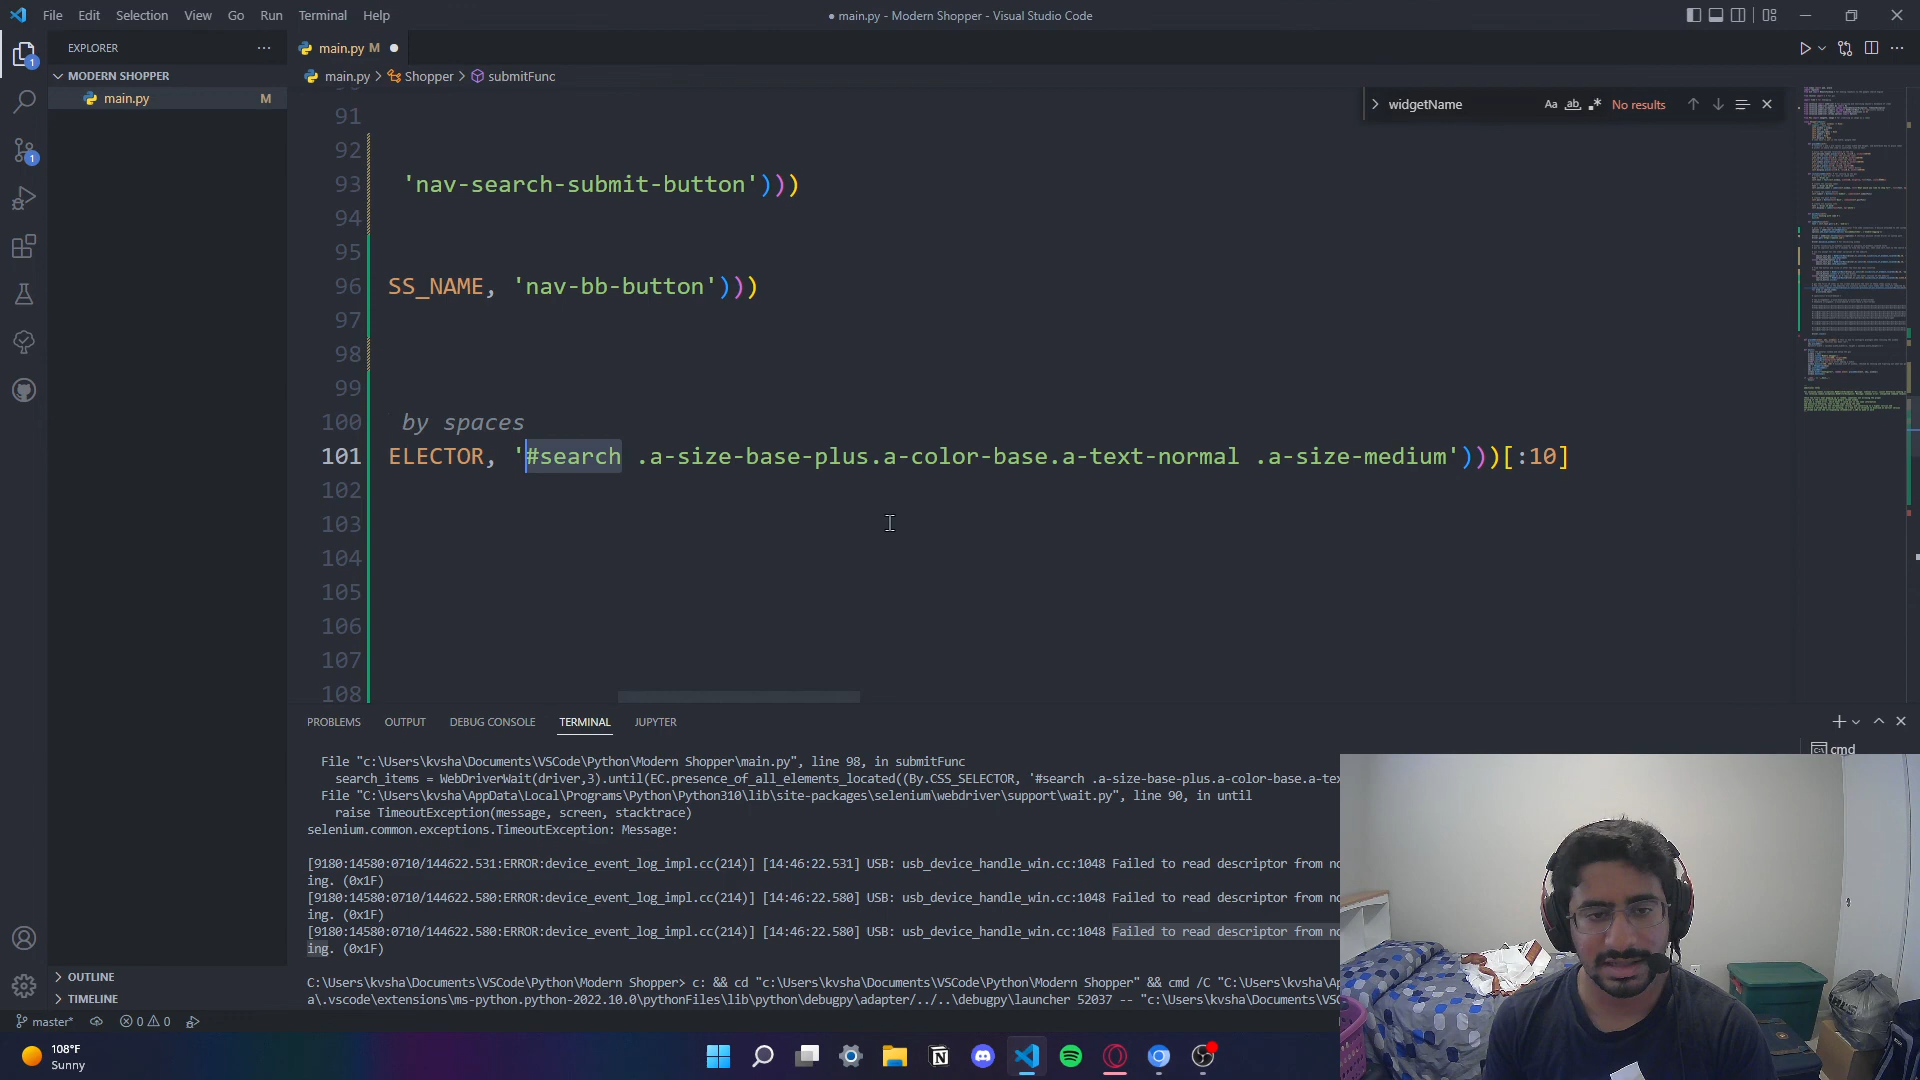 File Edit Selection View Go Run Terminal Help
● main.py - Modern Shopper - Visual Studio Code
EXPLORER
MODERN SHOPPER
main.py M
main.py M
main.py > Shopper > submitFunc
widgetName
Aa ab No results
91
92
93 'nav-search-submit-button')))
94
95
96 SS_NAME, 'nav-bb-button')))
97
98
99
100 by spaces
101 ELECTOR, '#search .a-size-base-plus.a-color-base.a-text-normal .a-size-medium')))[:10]
102
103
104
105
106
107
108
PROBLEMS OUTPUT DEBUG CONSOLE TERMINAL JUPYTER
cmd
File "c:\Users\kvsha\Documents\VSCode\Python\Modern Shopper\main.py", line 98, in submitFunc
search_items = WebDriverWait(driver,3).until(EC.presence_of_all_elements_located((By.CSS_SELECTOR, '#search .a-size-base-plus.a-color-base.a-te
File "C:\Users\kvsha\AppData\Local\Programs\Python\Python310\lib\site-packages\selenium\webdriver\support\wait.py", line 90, in until
raise TimeoutException(message, screen, stacktrace)
selenium.common.exceptions.TimeoutException: Message:
[9180:14580:0710/144622.531:ERROR:device_event_log_impl.cc(214)] [14:46:22.531] USB: usb_device_handle_win.cc:1048 Failed to read descriptor from no
ing. (0x1F)
[9180:14580:0710/144622.580:ERROR:device_event_log_impl.cc(214)] [14:46:22.580] USB: usb_device_handle_win.cc:1048 Failed to read descriptor from no
ing. (0x1F)
[9180:14580:0710/144622.580:ERROR:device_event_log_impl.cc(214)] [14:46:22.580] USB: usb_device_handle_win.cc:1048 Failed to read descriptor from no
ing. (0x1F)
C:\Users\kvsha\Documents\VSCode\Python\Modern Shopper> c: && cd "c:\Users\kvsha\Documents\VSCode\Python\Modern Shopper" && cmd /C "C:\Users\kvsha\Ap
a\.vscode\extensions\ms-python.python-2022.10.0\pythonFiles\lib\python\debugpy\adapter/../..\debugpy\launcher 52037 -- "c:\Users\kvsha\Documents\VSC
OUTLINE
TIMELINE
master* 0 0
108°F
Sunny